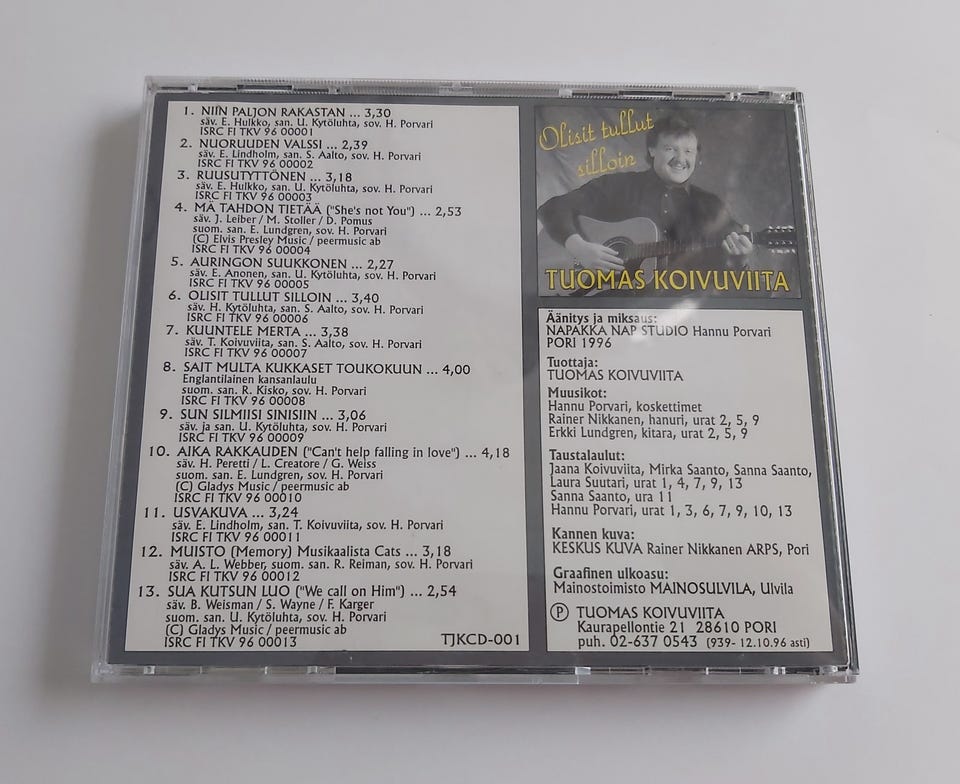 1. NIIN PALJON RAKASTAN ... 3,30
säv. E. Hulkko, san. U. Kytöluhta, sov. H. Porvari
ISRC FI TKV 96 00001
2. NUORUUDEN VALSSI ... 2,39
säv. E. Lindholm, san. S. Aalto, sov. H. Porvari
ISRC FI TKV 96 00002
3. RUUSUTYTTÖNEN ... 3,18
säv. E. Hulkko, san. U. Kytöluhta, sov. H. Porvari
ISRC FI TKV 96 00003
4. MÄ TAHDON TIETÄÄ ("She's not You") ... 2,53
säv. J. Leiber / M. Stoller / D. Pomus
suom. san. E. Lundgren, sov. H. Porvari
(C) Elvis Presley Music / peermusic ab
ISRC FI TKV 96 00004
5. AURINGON SUUKKONEN ... 2,27
säv. E. Anonen, san. U. Kytöluhta, sov. H. Porvari
ISRC FI TKV 96 00005
6. OLISIT TULLUT SILLOIN ... 3,40
säv. H. Kytöluhta, san. S. Aalto, sov. H. Porvari
ISRC FI TKV 96 00006
7. KUUNTELE MERTA ... 3,38
säv. T. Koivuviita, san. S. Aalto, sov. H. Porvari
ISRC FI TKV 96 00007
8. SAIT MULTA KUKKASET TOUKOKUUN ... 4,00
Englantilainen kansanlaulu
suom. san. R. Kisko, sov. H. Porvari
ISRC FI TKV 96 00008
9. SUN SILMIISI SINISIIN ... 3,06
säv. ja san. U. Kytöluhta, sov. H. Porvari
ISRC FI TKV 96 00009
10. AIKA RAKKAUDEN ("Can't help falling in love") ... 4,18
säv. H. Peretti / L. Creatore / G. Weiss
suom. san. E. Lundgren, sov. H. Porvari
(C) Gladys Music / peermusic ab
ISRC FI TKV 96 00010
11. USVAKUVA ... 3,24
säv. E. Lindholm, san. T. Koivuviita, sov. H. Porvari
ISRC FI TKV 96 00011
12. MUISTO (Memory) Musikaalista Cats ... 3,18
säv. A. L. Webber, suom. san. R. Reiman, sov. H. Porvari
ISRC FI TKV 96 00012
13. SUA KUTSUN LUO ("We call on Him") ... 2,54
säv. B. Weisman / S. Wayne / F. Karger
suom. san. U. Kytöluhta, sov. H. Porvari
(C) Gladys Music / peermusic ab
ISRC FI TKV 96 00013
TJKCD-001
Olisit tullut
silloin
TUOMAS KOIVUVIITA
Äänitys ja miksaus:
NAPAKKA NAP STUDIO Hannu Porvari
PORI 1996
Tuottaja:
TUOMAS KOIVUVIITA
Muusikot:
Hannu Porvari, koskettimet
Rainer Nikkanen, hanuri, urat 2, 5, 9
Erkki Lundgren, kitara, urat 2, 5, 9
Taustalaulut:
Jaana Koivuviita, Mirka Saanto, Sanna Saanto,
Laura Suutari, urat 1, 4, 7, 9, 13
Sanna Saanto, ura 11
Hannu Porvari, urat 1, 3, 6, 7, 9, 10, 13
Kannen kuva:
KESKUS KUVA Rainer Nikkanen ARPS, Pori
Graafinen ulkoasu:
Mainostoimisto MAINOSULVILA, Ulvila
Ⓟ TUOMAS KOIVUVIITA
Kaurapellontie 21 28610 PORI
puh. 02-637 0543 (939- 12.10.96 asti)